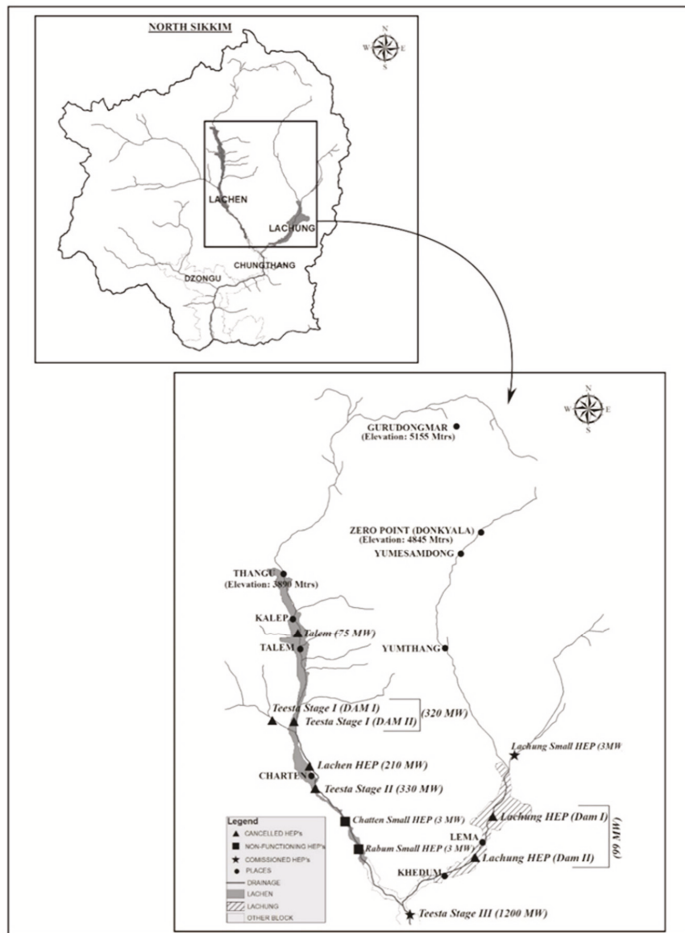 NORTH SIKKIM
N
W E
S
LACHEN
LACHUNG
CHUNGTHANG
DZONGU
N
W E
S
GURUDONGMAR
(Elevation: 5155 Mtrs)
ZERO POINT (DONKYALA)
(Elevation: 4845 Mtrs)
YUMESAMDONG
THANGU
(Elevation: 3890 Mtrs)
KALEP
Talem (75 MW)
TALEM
YUMTHANG
Teesta Stage I (DAM I)
Teesta Stage I (DAM II)
(320 MW)
Lachung Small HEP (3MW
Lachen HEP (210 MW)
CHARTEN
Teesta Stage II (330 MW)
Chatten Small HEP (3 MW)
Lachung HEP (Dam I)
LEMA
(99 MW)
Rabum Small HEP (3 MW)
Lachung HEP (Dam II)
KHEDUM
Teesta Stage III (1200 MW)
Legend
CANCELLED HEP's
NON-FUNCTIONING HEP's
COMISSIONED HEP's
PLACES
DRAINAGE
LACHEN
LACHUNG
OTHER BLOCK